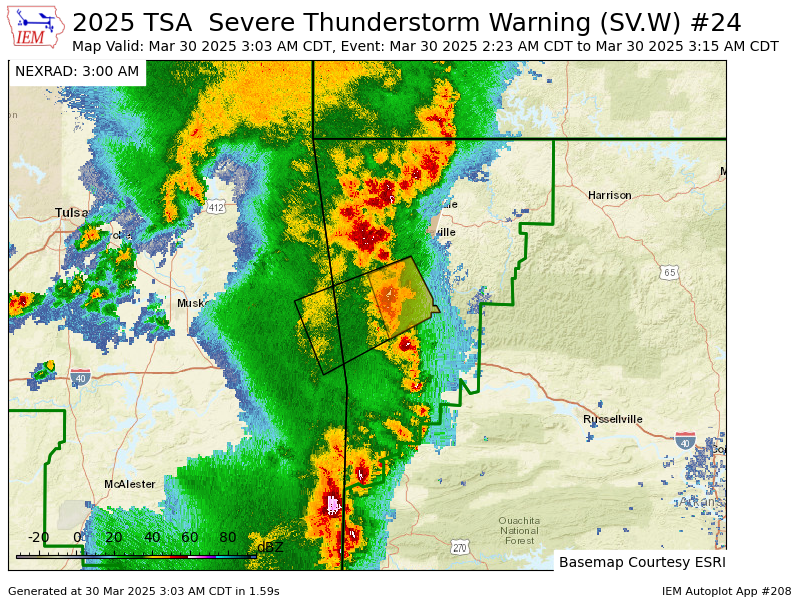 IEM
2025 TSA  Severe Thunderstorm Warning (SV.W) #24
Map Valid: Mar 30 2025 3:03 AM CDT, Event: Mar 30 2025 2:23 AM CDT to Mar 30 2025 3:15 AM CDT
NEXRAD: 3:00 AM
Harrison
412
Tulsa
ville
65
Musko
40
Russellville
40
McAlester
Ouachita
National
Forest
270
-20 0 20 40 60 80
dBZ
Basemap Courtesy ESRI
Generated at 30 Mar 2025 3:03 AM CDT in 1.59s
IEM Autoplot App #208